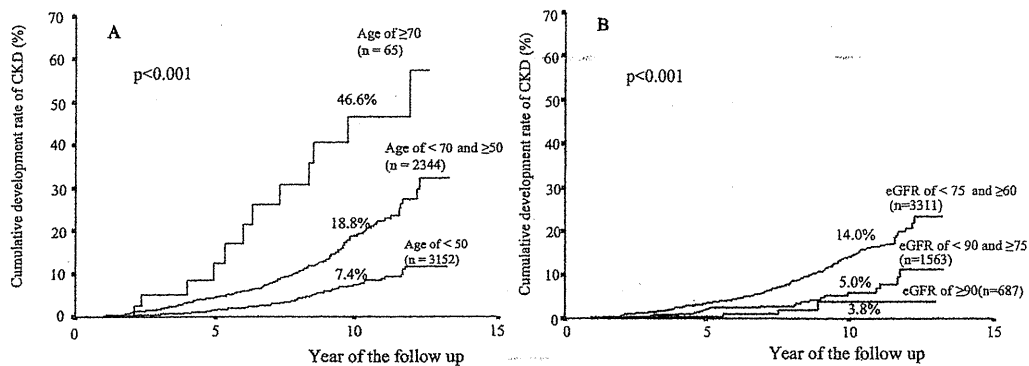 A
Cumulative development rate of CKD (%)
70
60
50
40
30
20
10
0
p<0.001
Age of ≥70
(n = 65)
46.6%
Age of < 70 and ≥50
(n = 2344)
18.8%
Age of < 50
(n = 3152)
7.4%
0
5
10
15
Year of the follow up
B
Cumulative development rate of CKD (%)
70
60
50
40
30
20
10
0
p<0.001
eGFR of < 75 and ≥60
(n=3311)
14.0%
eGFR of < 90 and ≥75
(n=1563)
5.0%
eGFR of ≥90(n=687)
3.8%
0
5
10
15
Year of the follow up